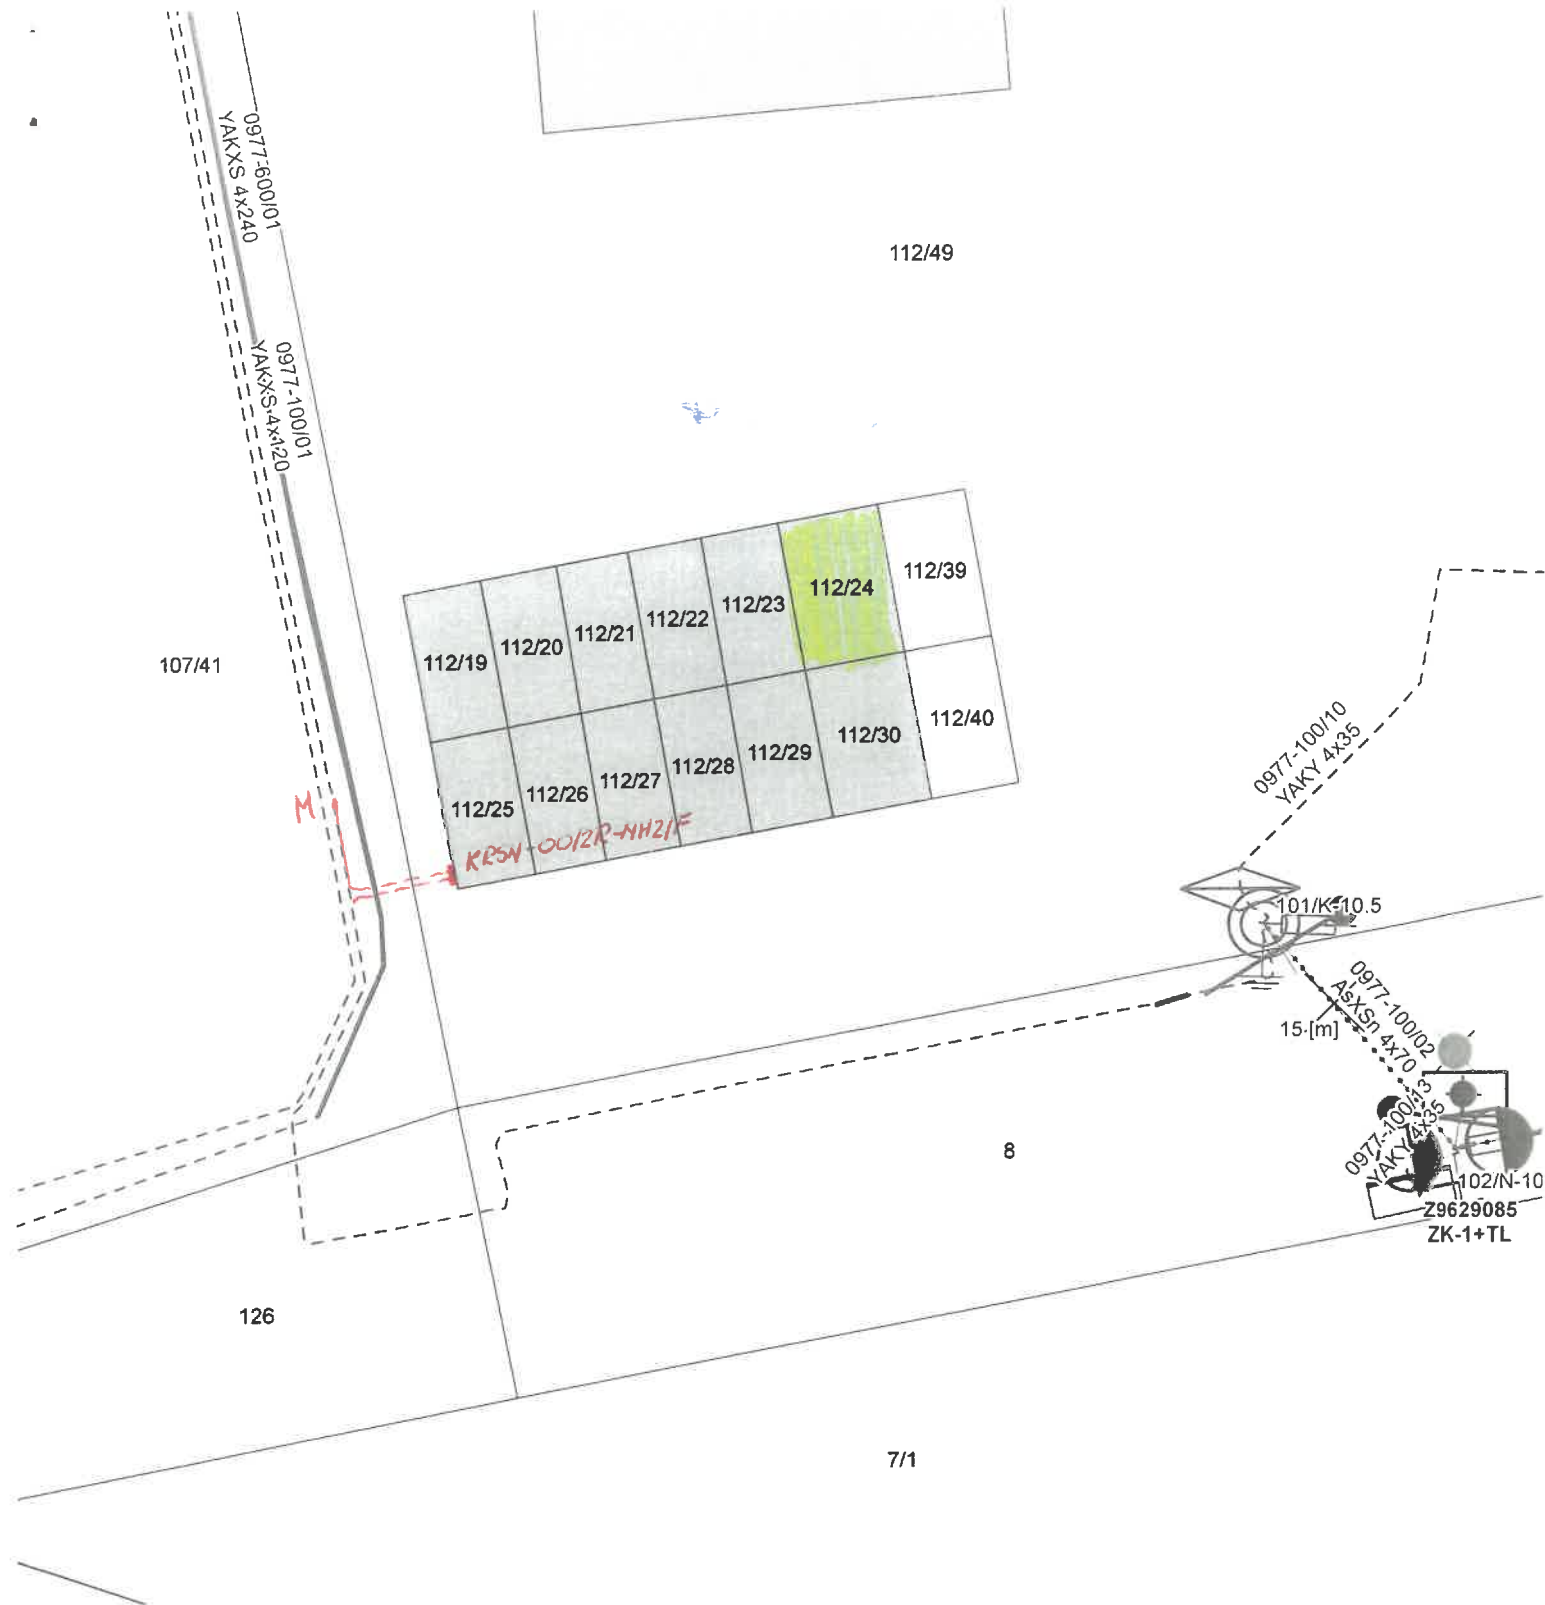 0977-600/01
YAKXS 4x240
112/49
0977-100/01
YAKXS 4x120
112/19
112/20
112/21
112/22
112/23
112/24
112/39
107/41
112/25
112/26
112/27
112/28
112/29
112/30
112/40
M
KRSN-00/2R-NH2/F
0977-100/10
YAKY 4x35
101/K-10.5
0977-100/02
AsXSn 4x70
15-[m]
0977-100/13
YAKY 4x35
8
102/N-10
Z9629085
ZK-1+TL
126
7/1